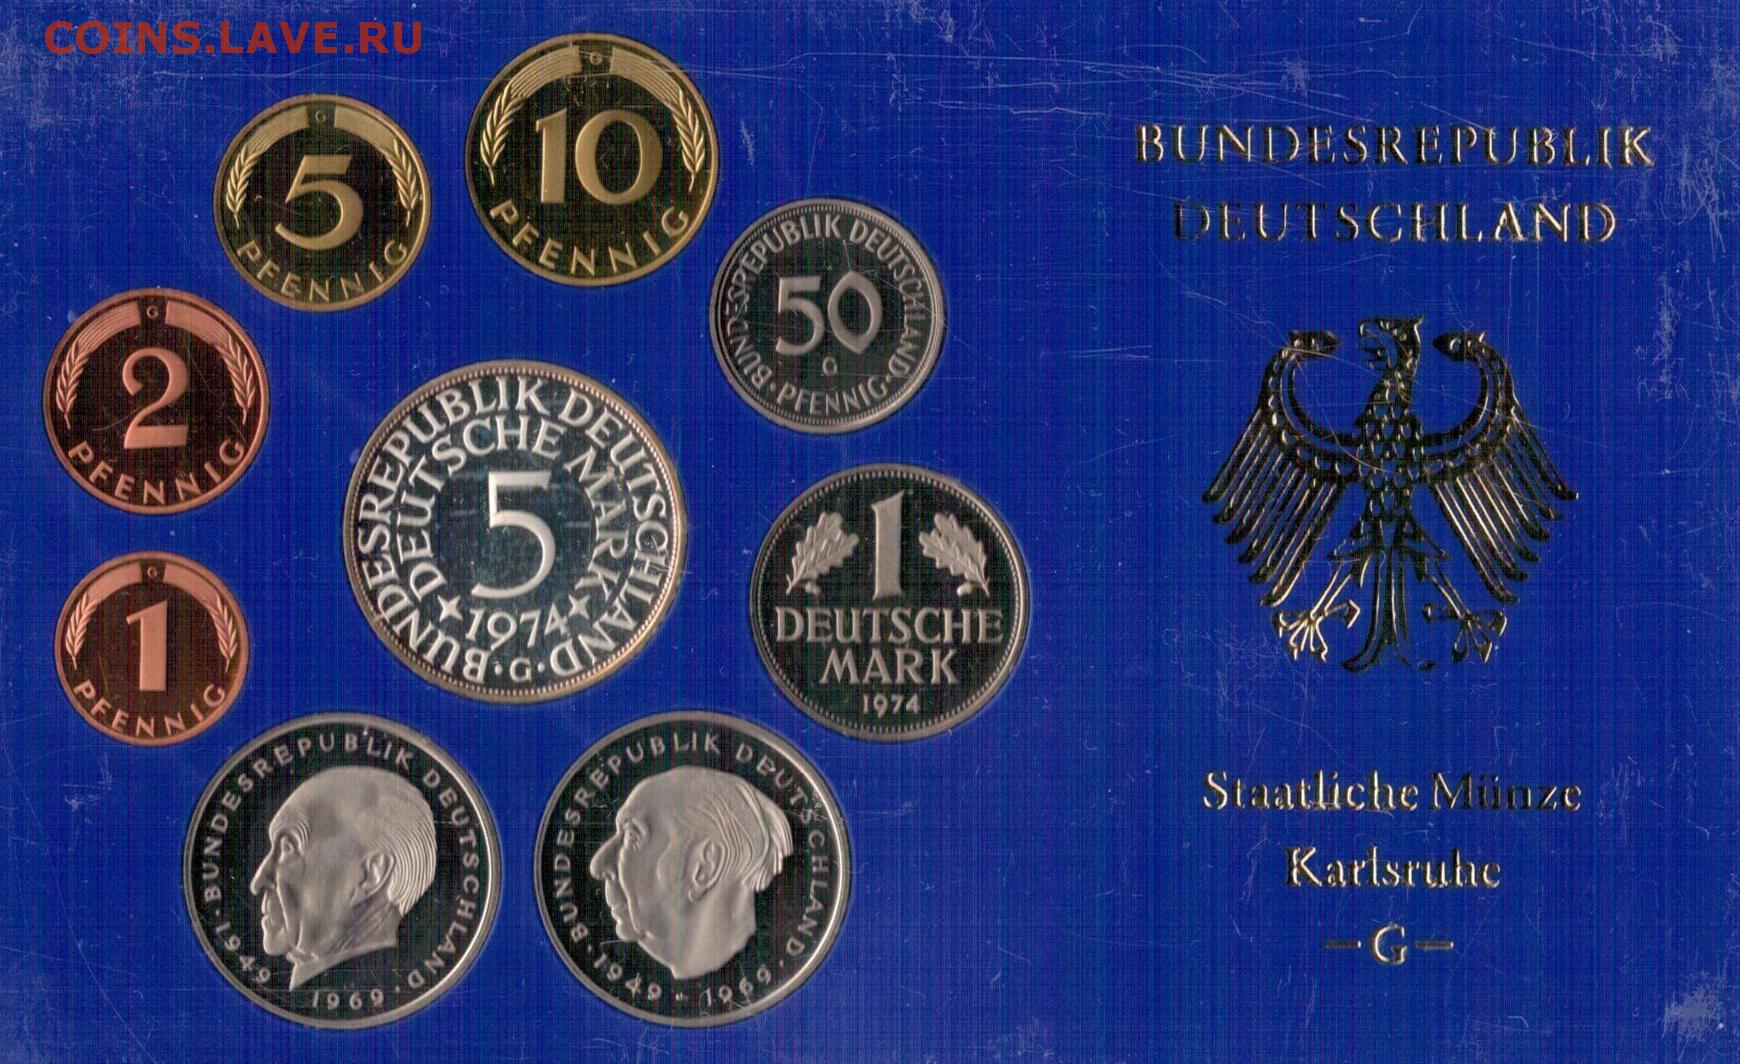 COINS.LAVE.RU
BUNDESREPUBLIK
DEUTSCHLAND
Staatliche Münze
Karlsruhe
– G –
G
5
PFENNIG
G
10
PFENNIG
BUNDESREPUBLIK DEUTSCHLAND
50
G
· PFENNIG ·
G
2
PFENNIG
BUNDESREPUBLIK DEUTSCHLAND
DEUTSCHE MARK
5
1974
· G ·
1
DEUTSCHE
MARK
1974
G
1
PFENNIG
· BUNDESREPUBLIK DEUTSCHLAND ·
1949 1969
· BUNDESREPUBLIK DEUTSCHLAND ·
1949 - 1969